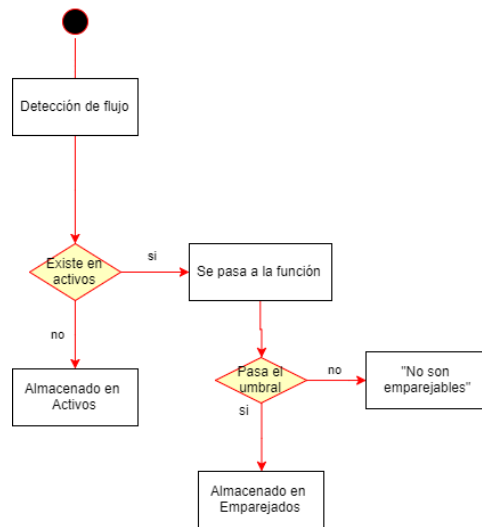 Detección de flujo
Existe en
activos
si
Se pasa a la función
no
Almacenado en
Activos
Pasa el
umbral
no
"No son
emparejables"
si
Almacenado en
Emparejados